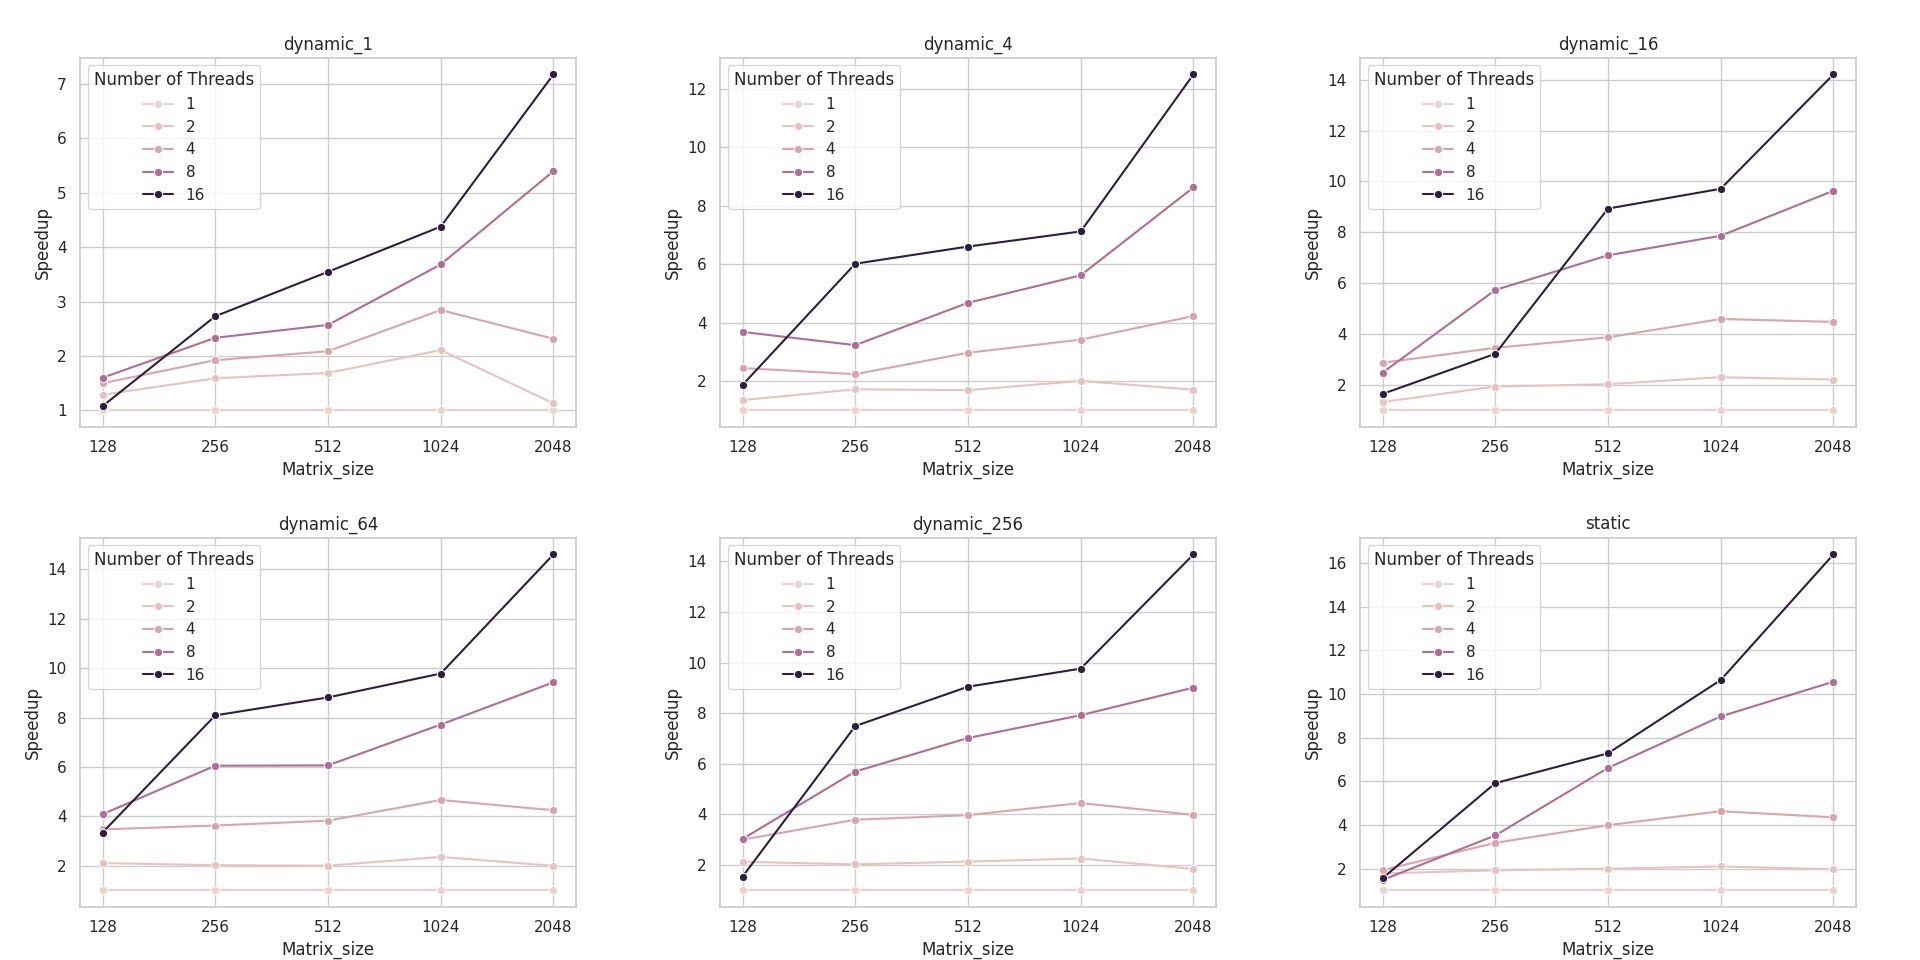 dynamic_1
Number of Threads
1
2
4
8
16
7
6
5
4
3
2
1
Speedup
128 256 512 1024 2048
Matrix_size
dynamic_4
Number of Threads
1
2
4
8
16
12
10
8
6
4
2
Speedup
128 256 512 1024 2048
Matrix_size
dynamic_16
Number of Threads
1
2
4
8
16
14
12
10
8
6
4
2
Speedup
128 256 512 1024 2048
Matrix_size
dynamic_64
Number of Threads
1
2
4
8
16
14
12
10
8
6
4
2
Speedup
128 256 512 1024 2048
Matrix_size
dynamic_256
Number of Threads
1
2
4
8
16
14
12
10
8
6
4
2
Speedup
128 256 512 1024 2048
Matrix_size
static
Number of Threads
1
2
4
8
16
16
14
12
10
8
6
4
2
Speedup
128 256 512 1024 2048
Matrix_size